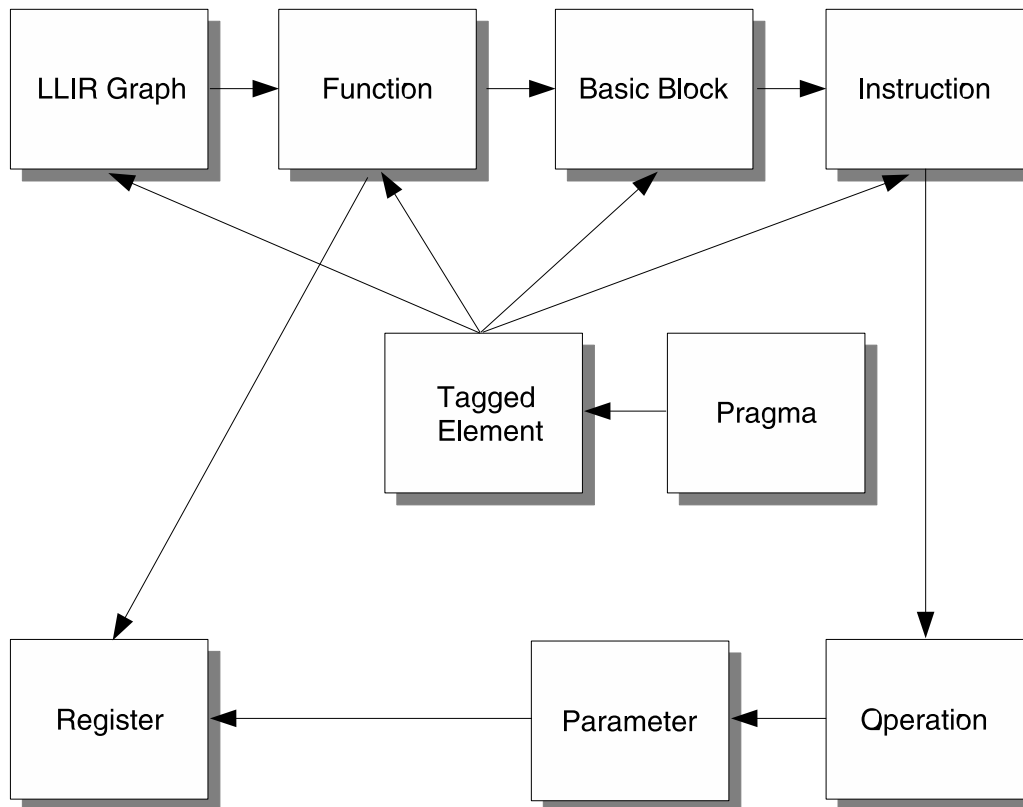 LLIR Graph
Function
Basic Block
Instruction
Tagged
Element
Pragma
Register
Parameter
Operation